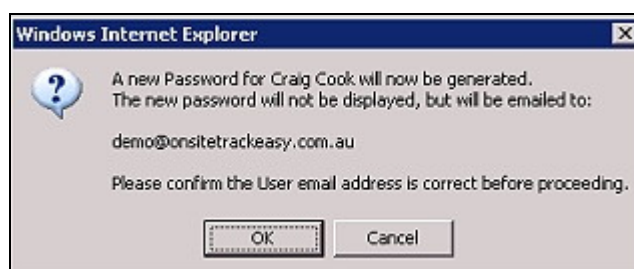 Windows Internet Explorer
A new Password for Craig Cook will now be generated.
The new password will not be displayed, but will be emailed to:
demo@onsitetrackeasy.com.au
Please confirm the User email address is correct before proceeding.
OK
Cancel